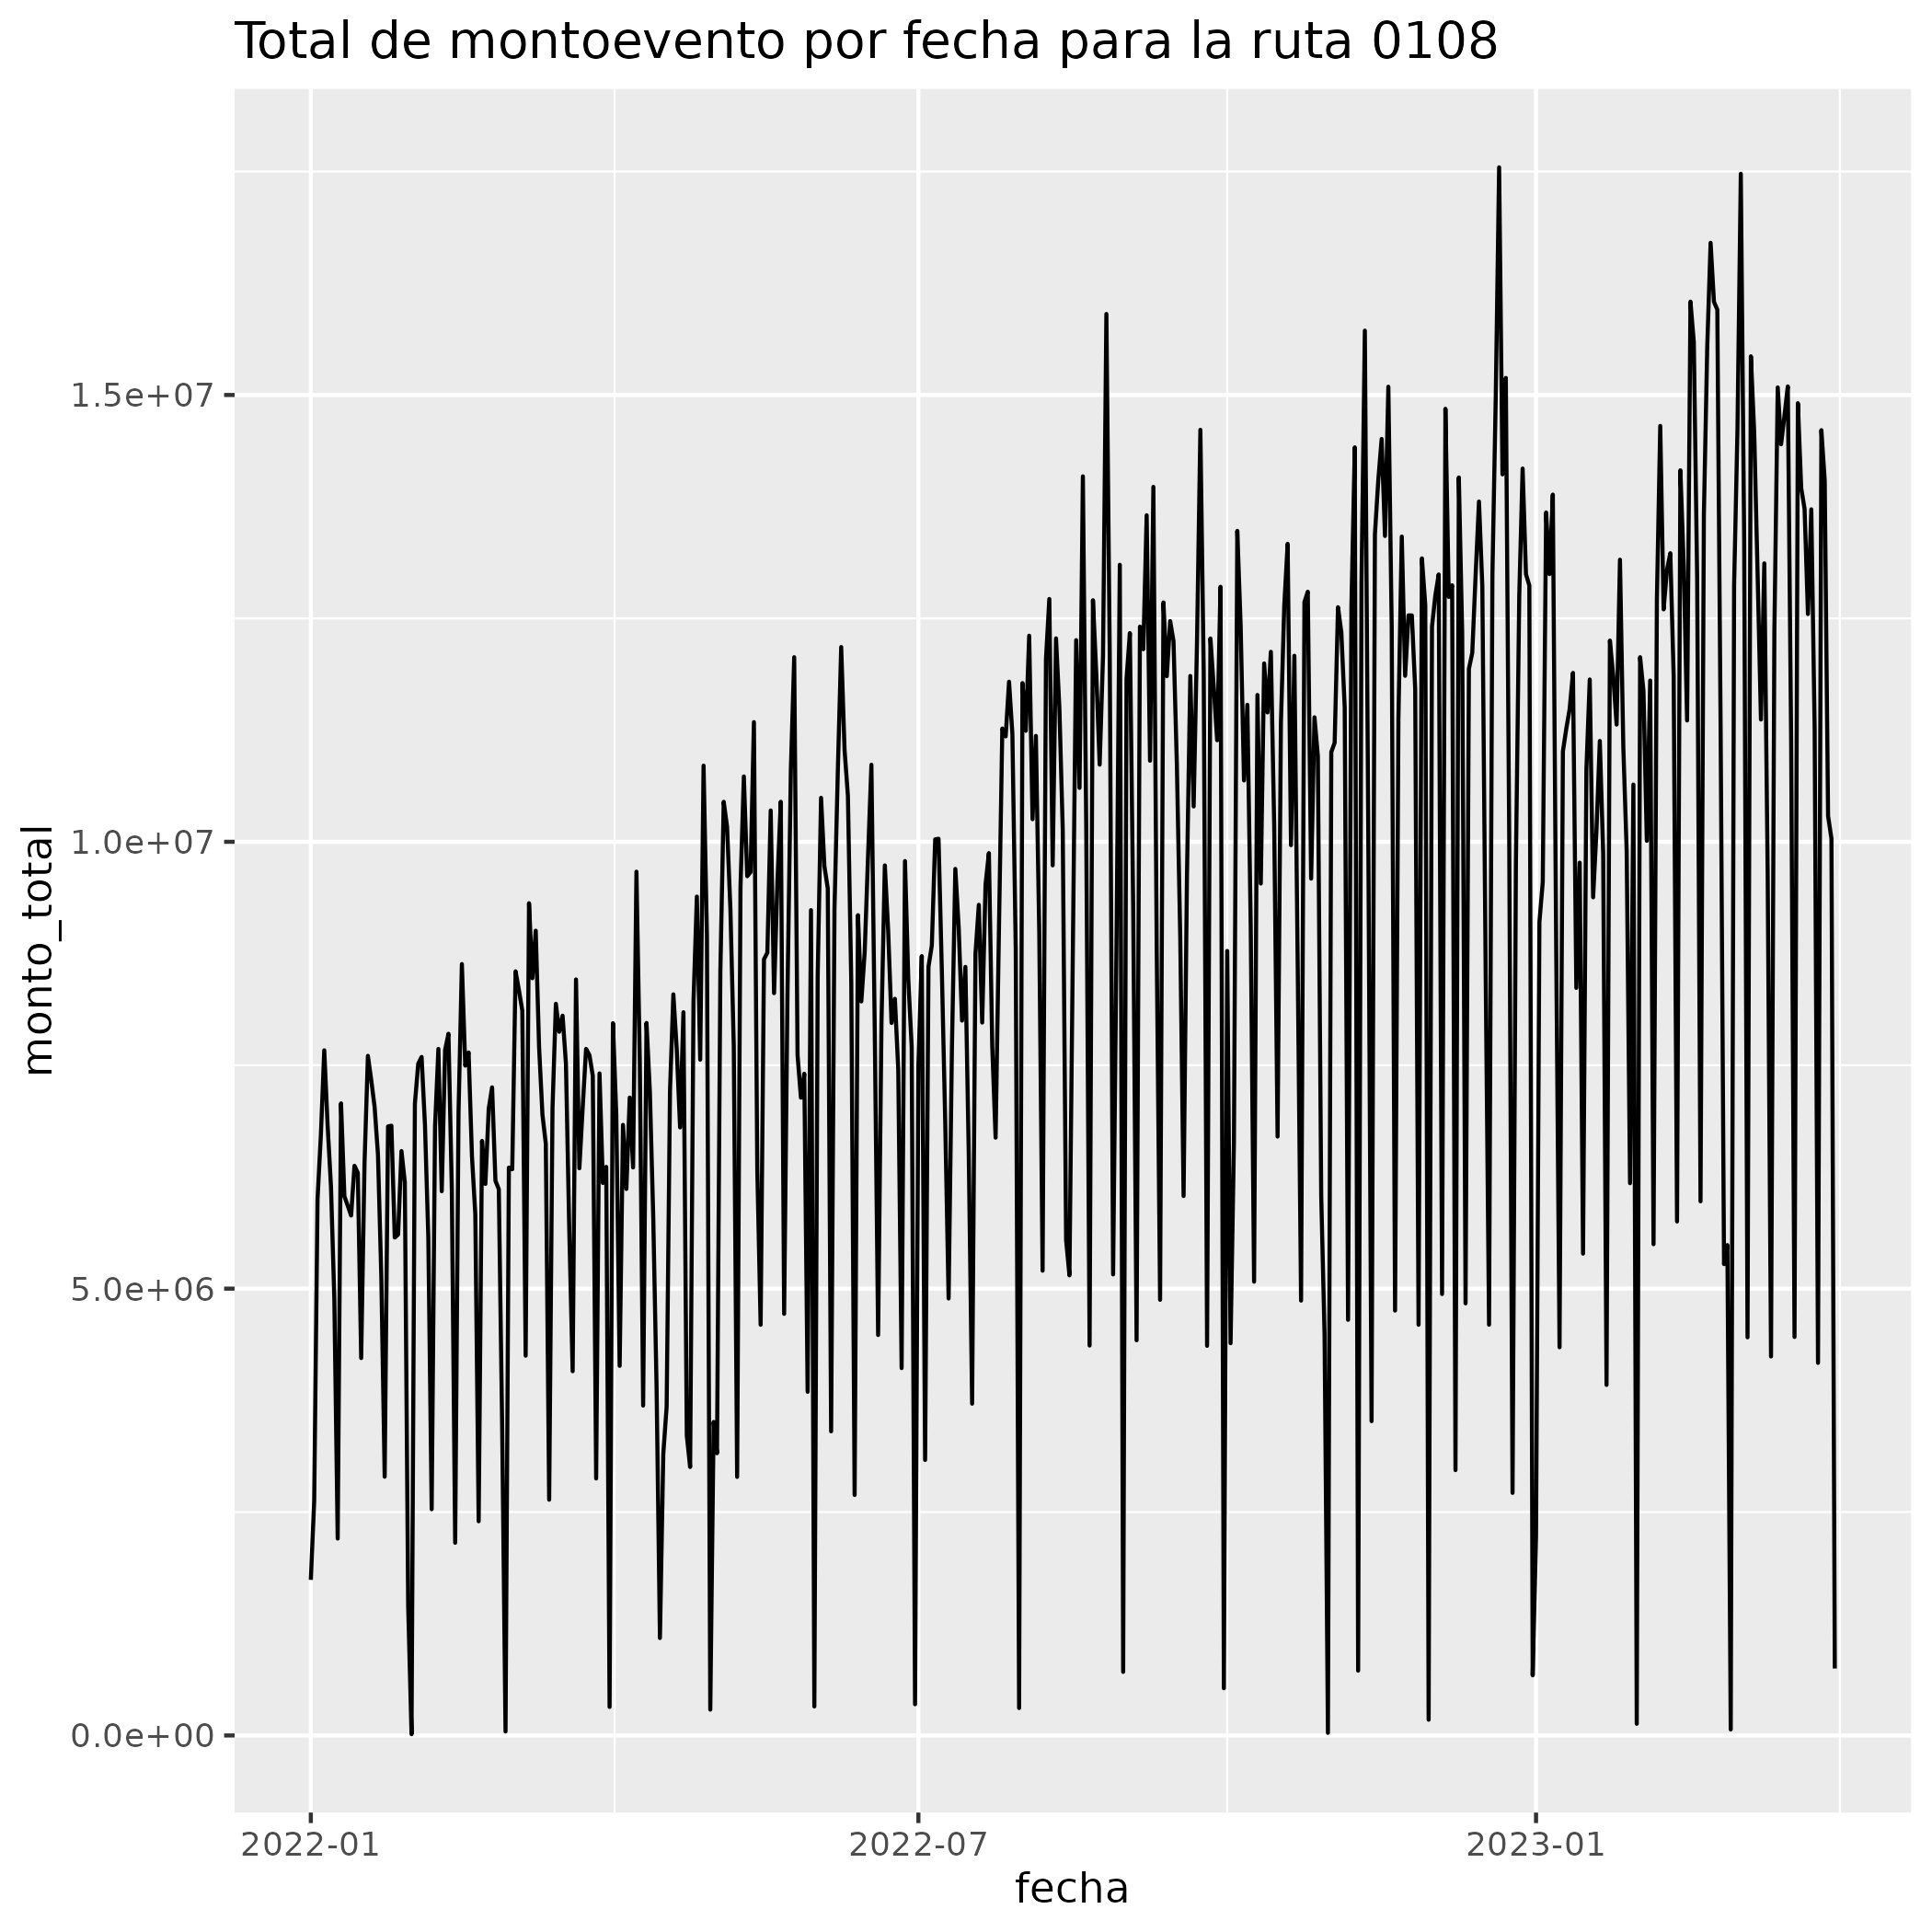 Total de montoevento por fecha para la ruta 0108
monto_total
1.5e+07
1.0e+07
5.0e+06
0.0e+00
2022-01
2022-07
2023-01
fecha